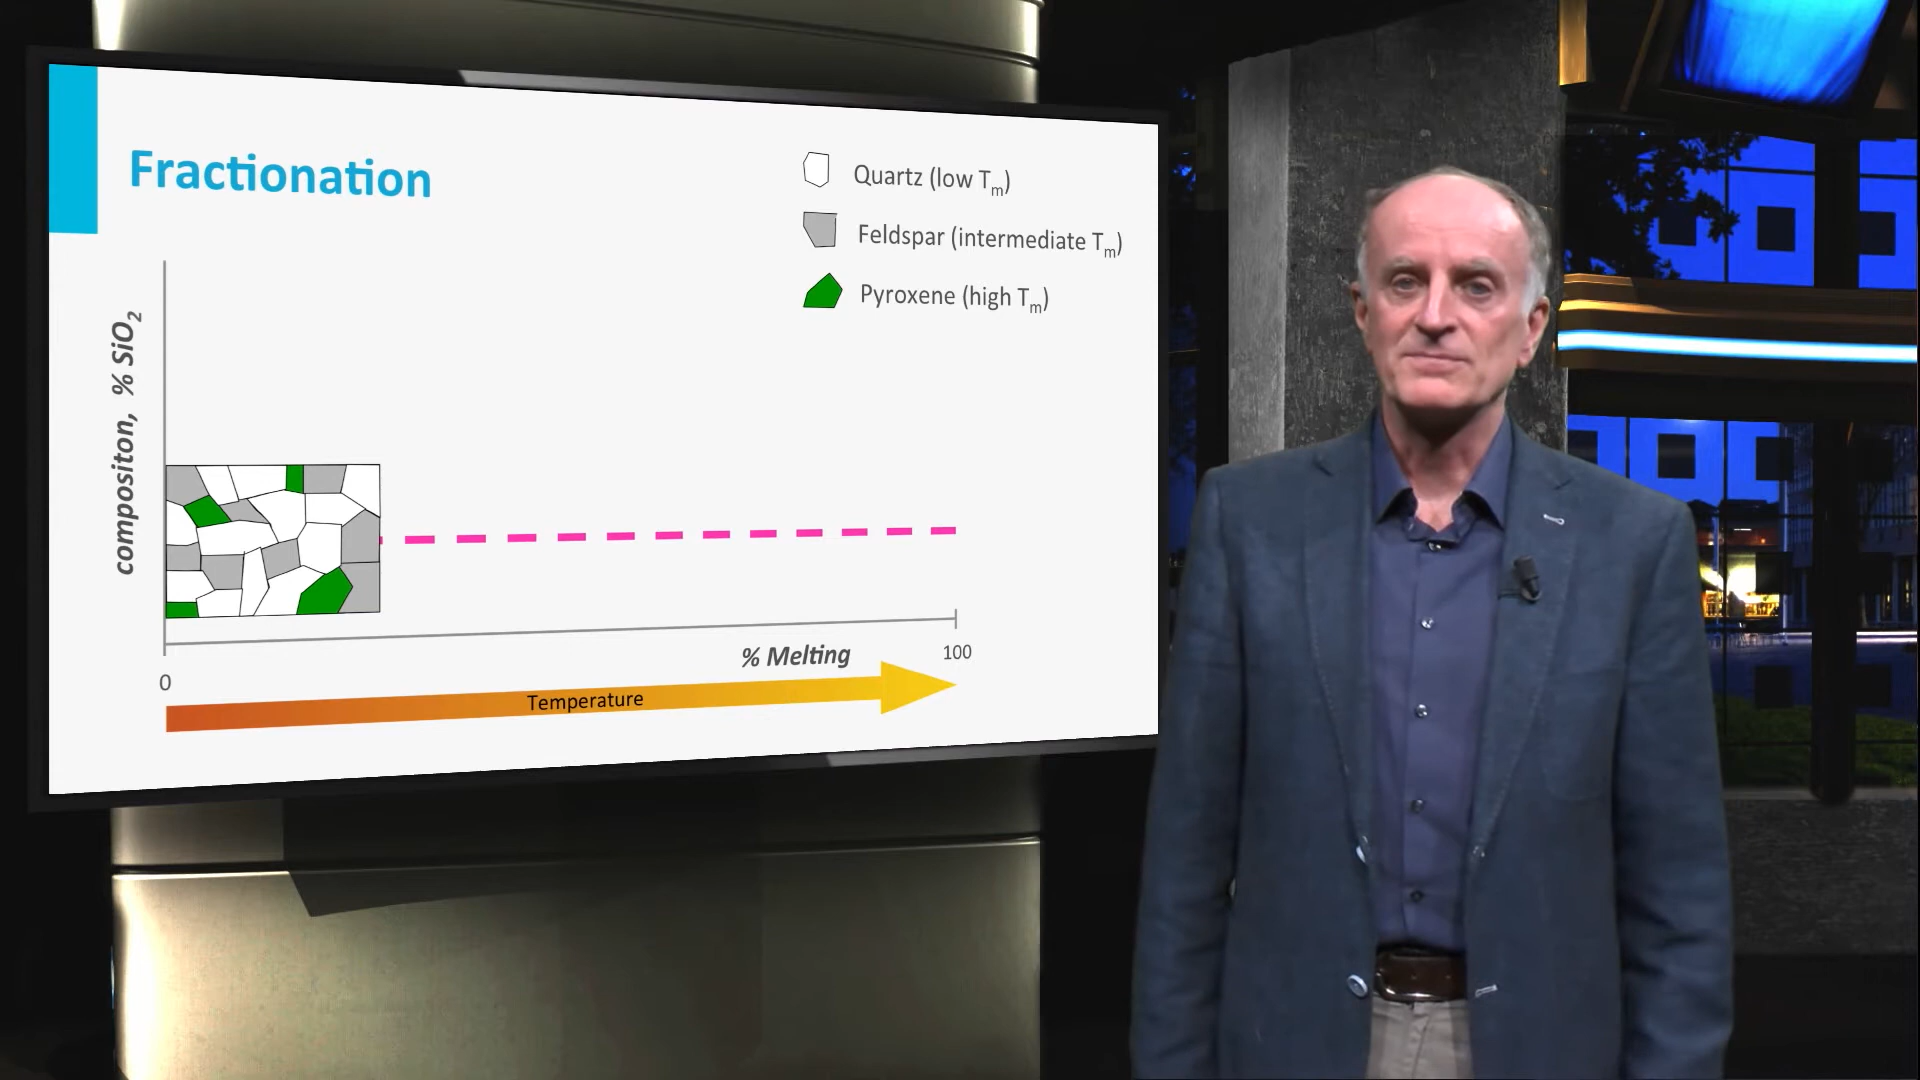 Fractionation
Quartz (low Tm)
Feldspar (intermediate Tm)
Pyroxene (high Tm)
compositon, % SiO2
% Melting
100
0
Temperature